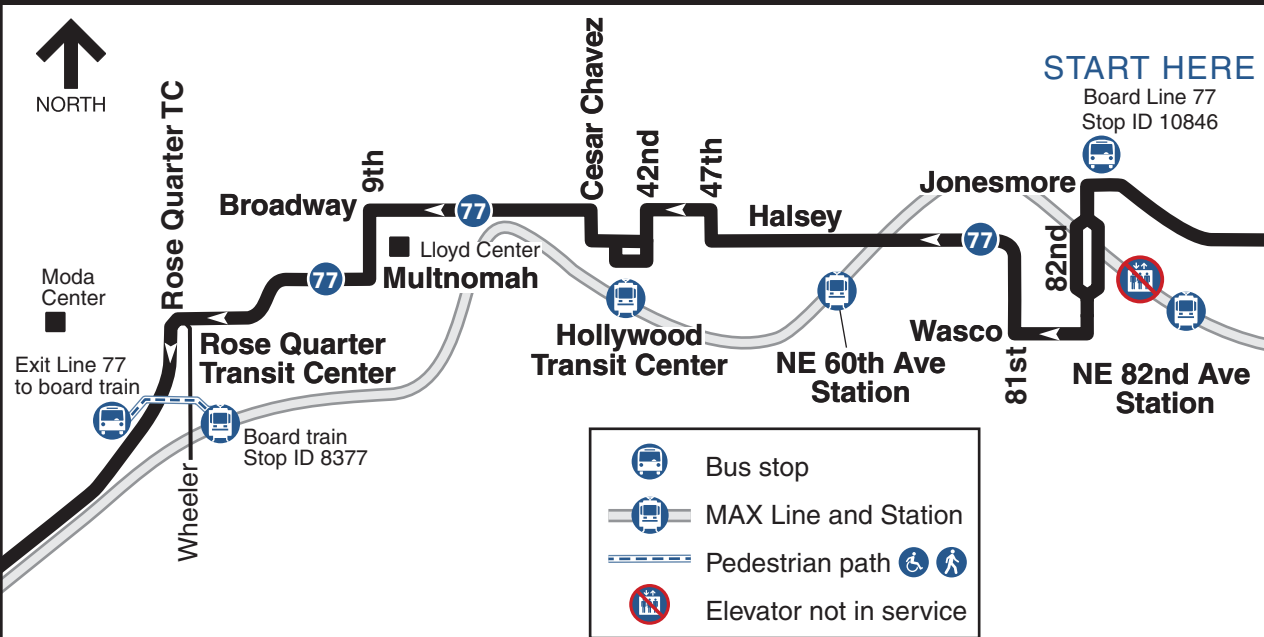 NORTH
START HERE
Board Line 77
Stop ID 10846
Rose Quarter TC
9th
Cesar Chavez
42nd
47th
Jonesmore
Broadway
77
Halsey
77
82nd
Lloyd Center
Multnomah
77
Moda
Center
Hollywood
Transit Center
NE 60th Ave
Station
Wasco
81st
NE 82nd Ave
Station
Rose Quarter
Transit Center
Exit Line 77
to board train
Board train
Stop ID 8377
Wheeler
Bus stop
MAX Line and Station
Pedestrian path
Elevator not in service